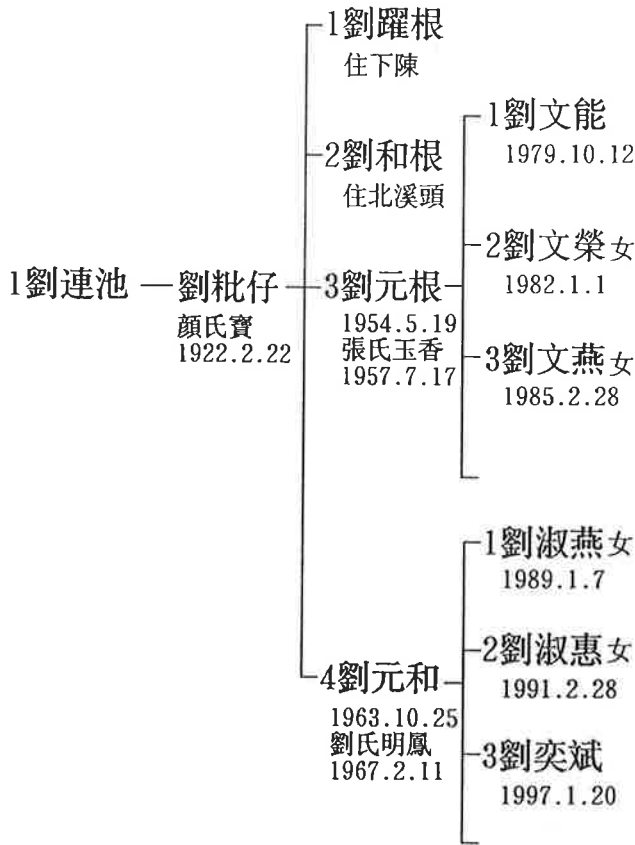 1劉連池
劉粃仔
顏氏寶
1922.2.22
1劉躍根
住下陳
2劉和根
住北溪頭
3劉元根
1954.5.19
張氏玉香
1957.7.17
1劉文能
1979.10.12
2劉文榮女
1982.1.1
3劉文燕女
1985.2.28
4劉元和
1963.10.25
劉氏明鳳
1967.2.11
1劉淑燕女
1989.1.7
2劉淑惠女
1991.2.28
3劉奕斌
1997.1.20